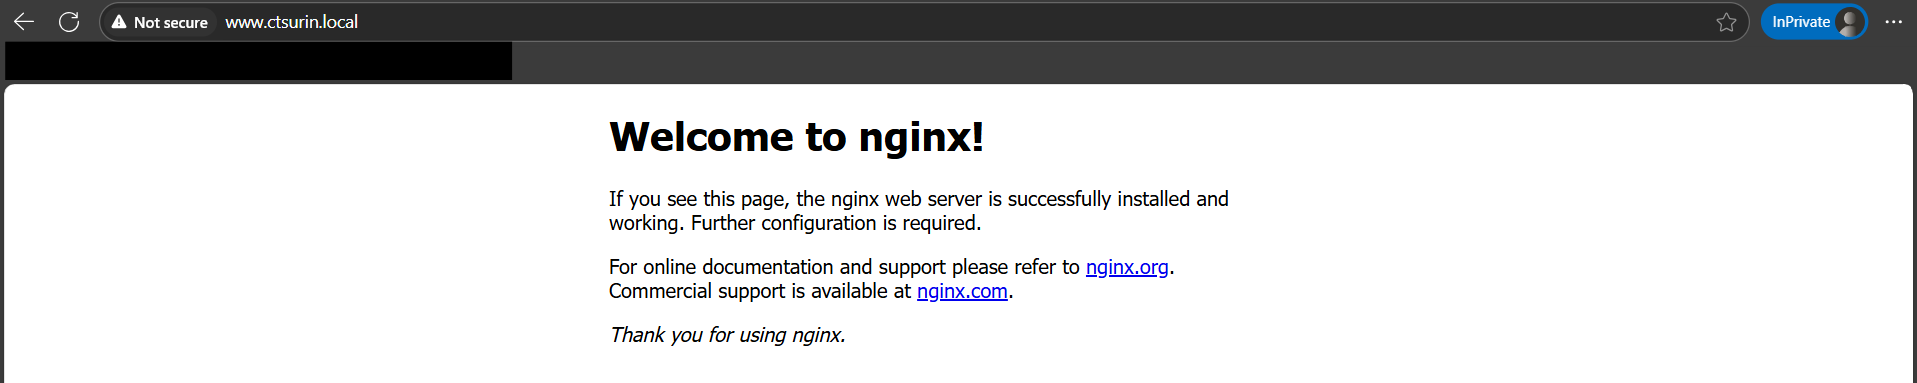 Not secure www.ctsurin.local InPrivate
Welcome to nginx!
If you see this page, the nginx web server is successfully installed and
working. Further configuration is required.
For online documentation and support please refer to nginx.org.
Commercial support is available at nginx.com.
Thank you for using nginx.